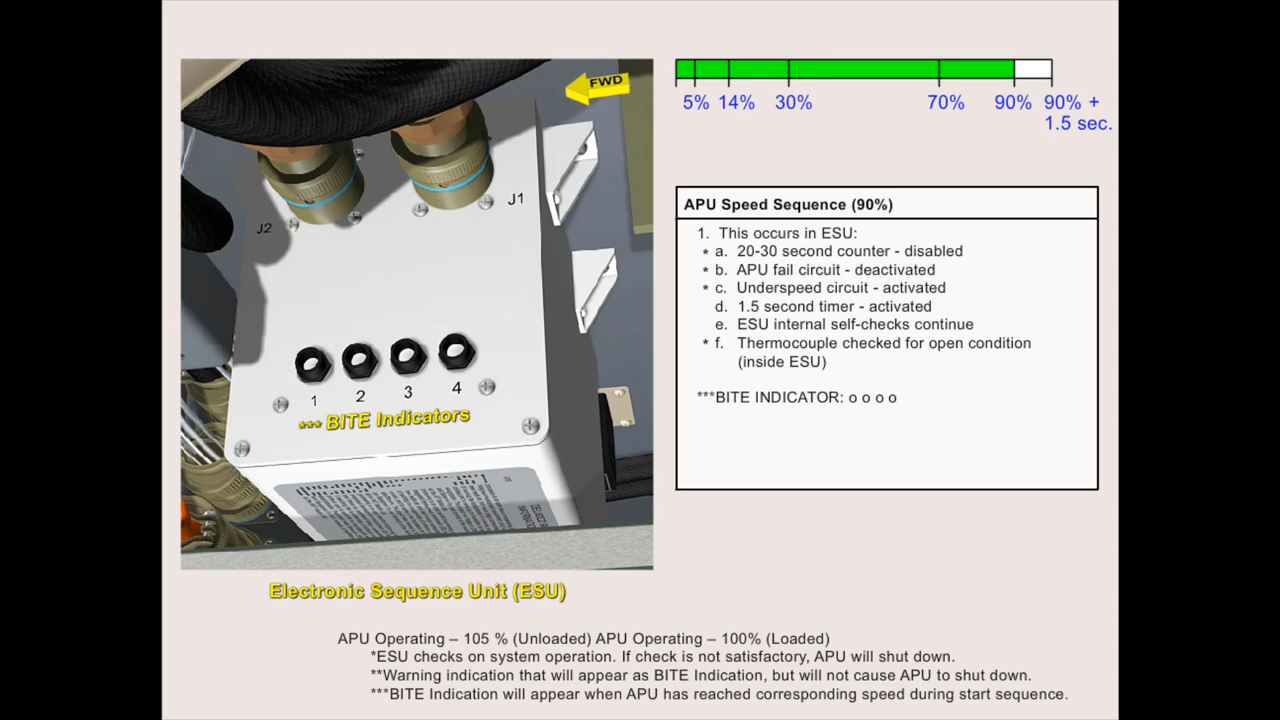 FWD
J1
J2
1 2 3 4
*** BITE Indicators
Electronic Sequence Unit (ESU)
5% 14% 30% 70% 90% 90% +
1.5 sec.
APU Speed Sequence (90%)
1. This occurs in ESU:
* a. 20-30 second counter - disabled
* b. APU fail circuit - deactivated
* c. Underspeed circuit - activated
d. 1.5 second timer - activated
e. ESU internal self-checks continue
* f. Thermocouple checked for open condition
(inside ESU)
***BITE INDICATOR: o o o o
APU Operating – 105 % (Unloaded) APU Operating – 100% (Loaded)
*ESU checks on system operation. If check is not satisfactory, APU will shut down.
**Warning indication that will appear as BITE Indication, but will not cause APU to shut down.
***BITE Indication will appear when APU has reached corresponding speed during start sequence.